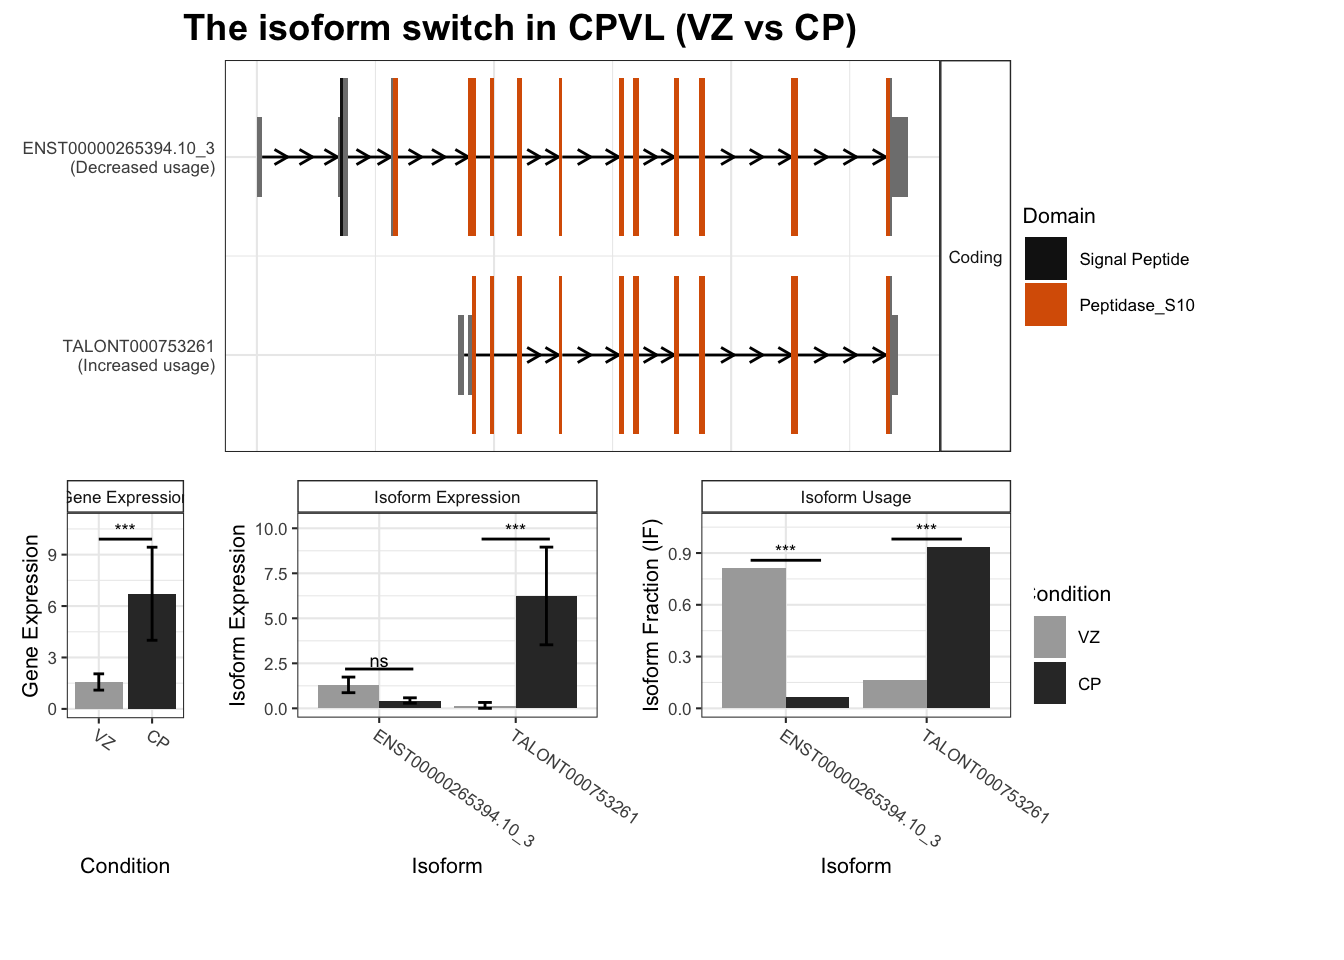 The isoform switch in CPVL (VZ vs CP)
ENST00000265394.10_3
(Decreased usage)
TALONT000753261
(Increased usage)
Coding
Domain
Signal Peptide
Peptidase_S10
Gene Expression
***
Gene Expression
9
6
3
0
VZ
CP
Condition
Isoform Expression
***
ns
Isoform Expression
10.0
7.5
5.0
2.5
0.0
ENST00000265394.10_3
TALONT000753261
Isoform
Isoform Usage
***
***
Isoform Fraction (IF)
0.9
0.6
0.3
0.0
ENST00000265394.10_3
TALONT000753261
Isoform
Condition
VZ
CP